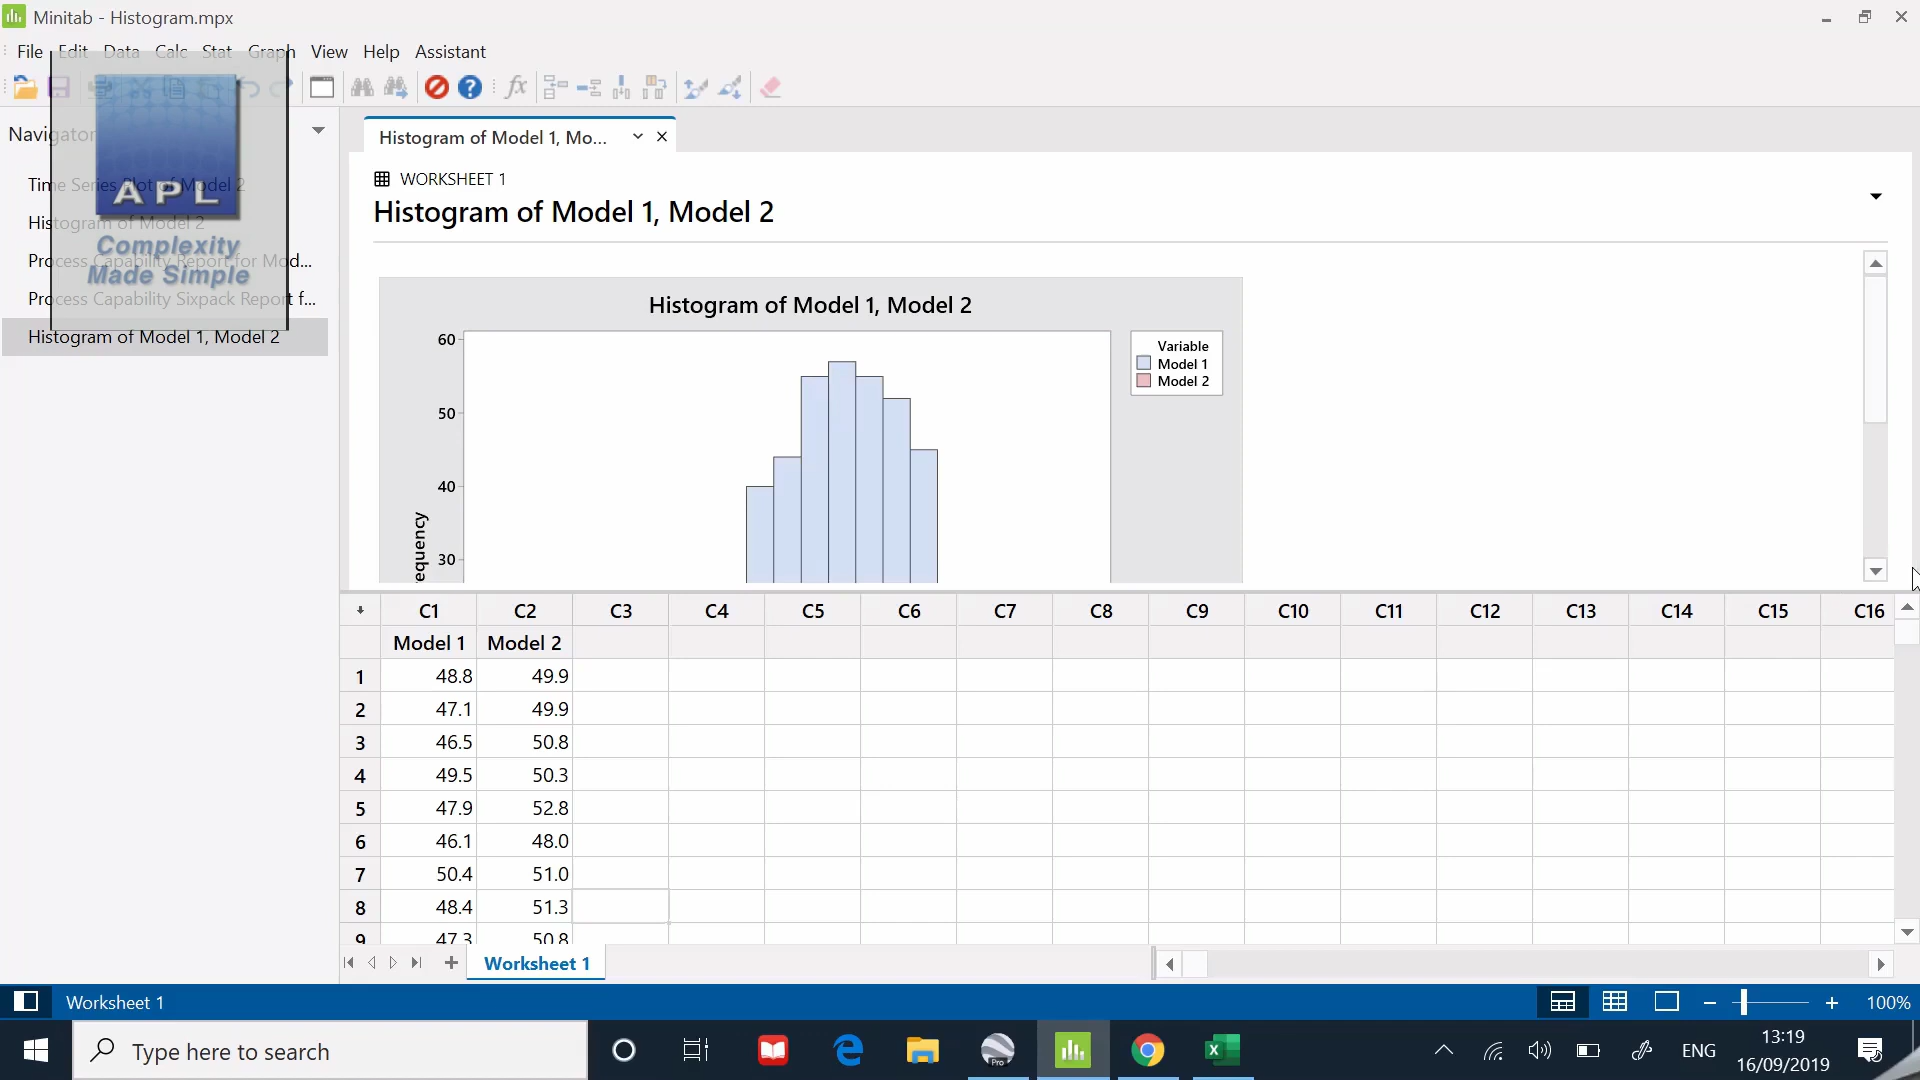 Minitab - Histogram.mpx
File Edit Data Calc Stat Graph View Help Assistant
Navigator
Time Series Plot of Model 2
Histogram of Model 2
Process Capability Report for Mod...
Process Capability Sixpack Report f...
Histogram of Model 1, Model 2
APL
Complexity
Made Simple
Histogram of Model 1, Mo...
WORKSHEET 1
Histogram of Model 1, Model 2
Histogram of Model 1, Model 2
60
50
40
30
equency
Variable
Model 1
Model 2
C1 C2 C3 C4 C5 C6 C7 C8 C9 C10 C11 C12 C13 C14 C15 C16
Model 1 Model 2
1 48.8 49.9
2 47.1 49.9
3 46.5 50.8
4 49.5 50.3
5 47.9 52.8
6 46.1 48.0
7 50.4 51.0
8 48.4 51.3
9 47.3 50.8
Worksheet 1
Worksheet 1
100%
Type here to search
Pro
ENG
13:19
16/09/2019